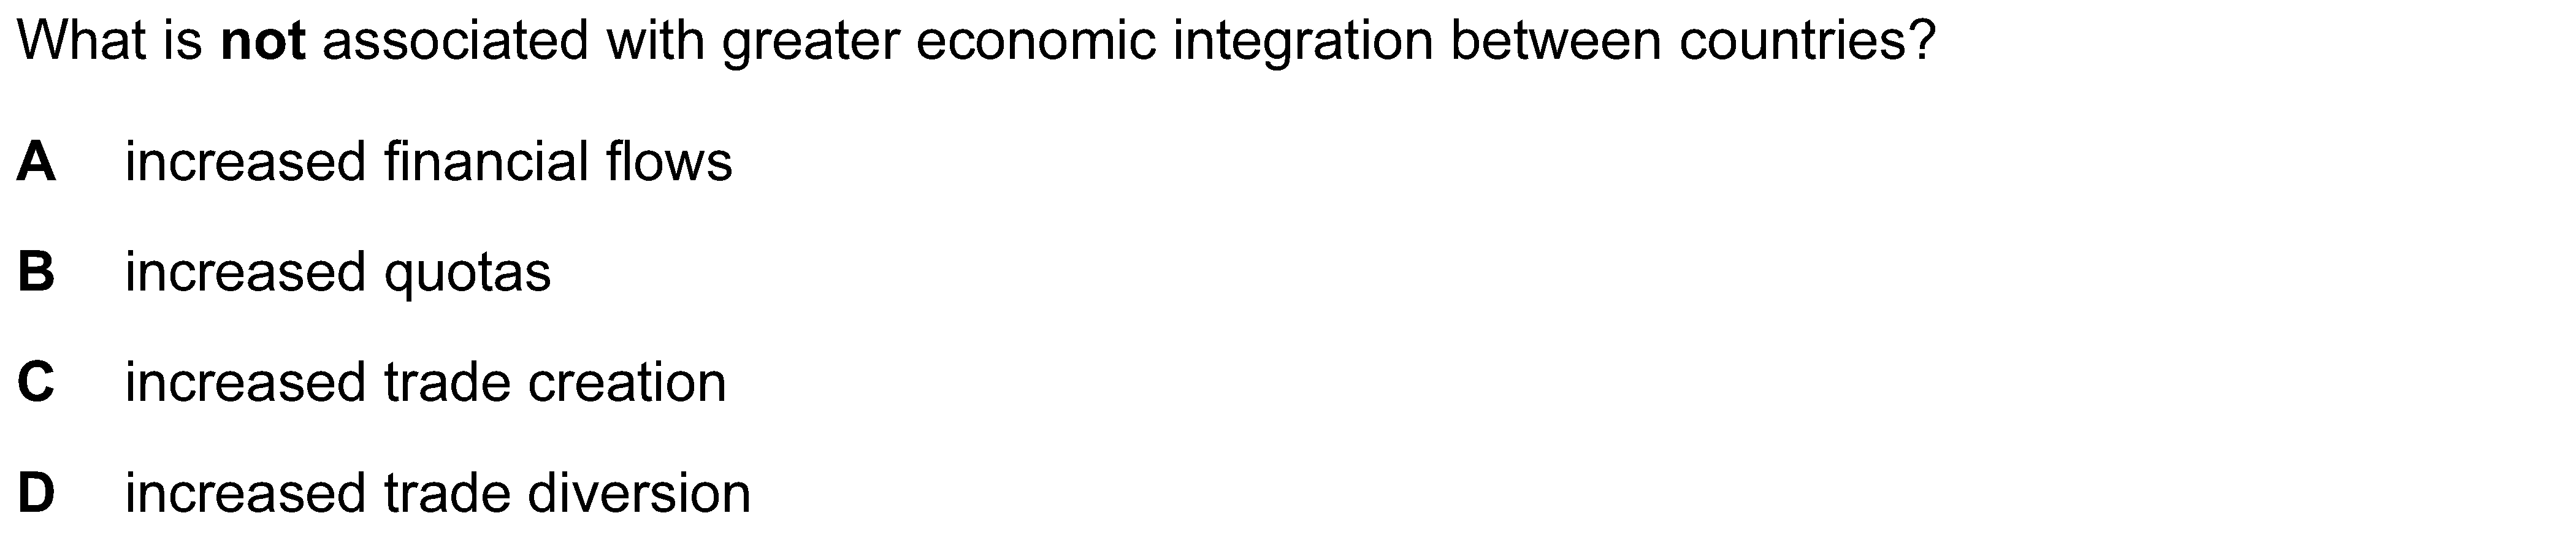 What is not associated with greater economic integration between countries?
A increased financial flows
B increased quotas
C increased trade creation
D increased trade diversion